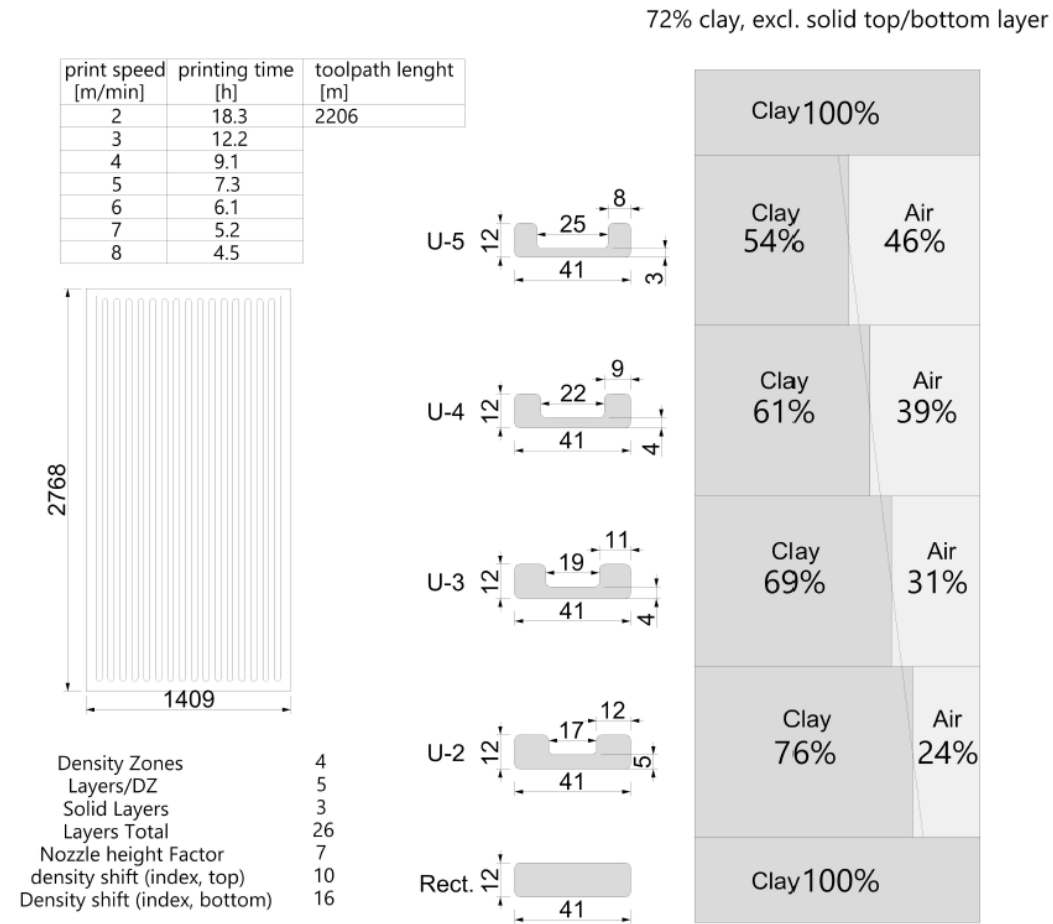 72% clay, excl. solid top/bottom layer
print speed printing time toolpath lenght
[m/min] [h] [m]
2 18.3 2206
3 12.2
4 9.1
5 7.3
6 6.1
7 5.2
8 4.5
2768
1409
Density Zones 4
Layers/DZ 5
Solid Layers 3
Layers Total 26
Nozzle height Factor 7
density shift (index, top) 10
Density shift (index, bottom) 16
U-5 12 25 8 41 3
U-4 12 22 9 41 4
U-3 12 19 11 41 4
U-2 12 17 12 41 5
Rect. 12 41
Clay 100%
Clay Air
54% 46%
Clay Air
61% 39%
Clay Air
69% 31%
Clay Air
76% 24%
Clay 100%